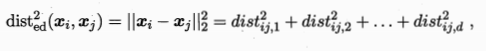 dist²_ed(𝒙_i, 𝒙_j) = ||𝒙_i − 𝒙_j||²_2 = dist²_{ij,1} + dist²_{ij,2} + … + dist²_{ij,d} ,